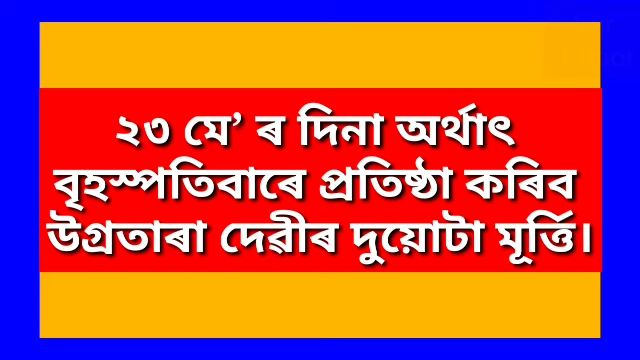 ২৩ মে’ ৰ দিনা অৰ্থাৎ
বৃহস্পতিবাৰে প্ৰতিষ্ঠা কৰিব
উগ্ৰতাৰা দেৱীৰ দুয়োটা মূৰ্ত্তি।